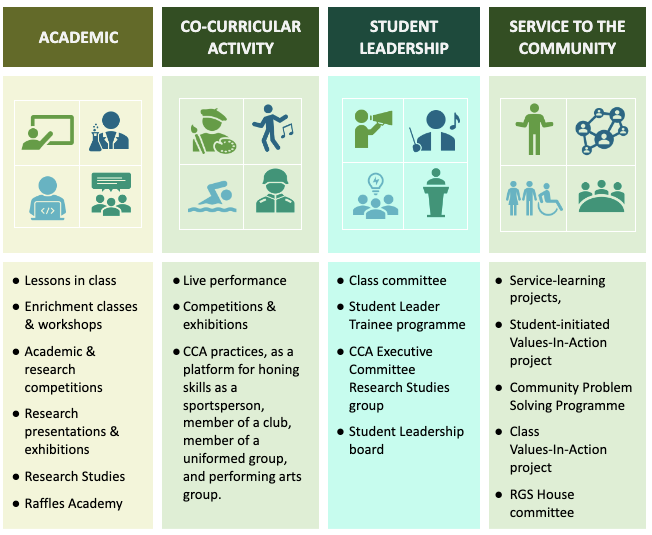 ACADEMIC
CO-CURRICULAR
ACTIVITY
STUDENT
LEADERSHIP
SERVICE TO THE
COMMUNITY
</>
● Lessons in class
● Enrichment classes
& workshops
● Academic &
research
competitions
● Research
presentations &
exhibitions
● Research Studies
● Raffles Academy
● Live performance
● Competitions &
exhibitions
● CCA practices, as a
platform for honing
skills as a
sportsperson,
member of a club,
member of a
uniformed group,
and performing arts
group.
● Class committee
● Student Leader
Trainee programme
● CCA Executive
Committee
Research Studies
group
● Student Leadership
board
● Service-learning
projects,
● Student-initiated
Values-In-Action
project
● Community Problem
Solving Programme
● Class
Values-In-Action
project
● RGS House
committee